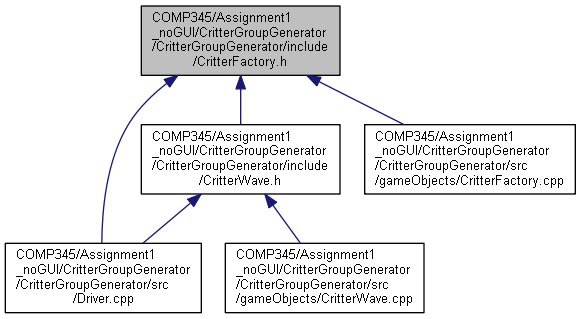 COMP345/Assignment1
_noGUI/CritterGroupGenerator
/CritterGroupGenerator/include
/CritterFactory.h
COMP345/Assignment1
_noGUI/CritterGroupGenerator
/CritterGroupGenerator/include
/CritterWave.h
COMP345/Assignment1
_noGUI/CritterGroupGenerator
/CritterGroupGenerator/src
/gameObjects/CritterFactory.cpp
COMP345/Assignment1
_noGUI/CritterGroupGenerator
/CritterGroupGenerator/src
/Driver.cpp
COMP345/Assignment1
_noGUI/CritterGroupGenerator
/CritterGroupGenerator/src
/gameObjects/CritterWave.cpp